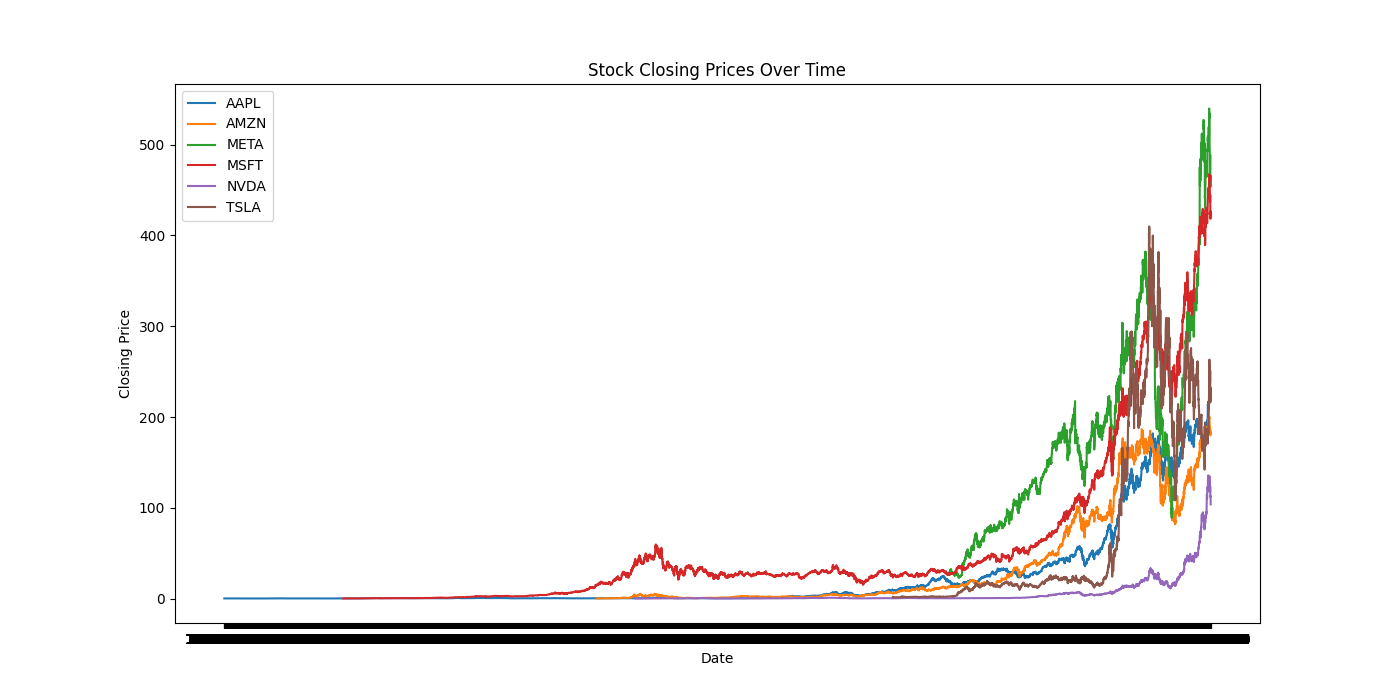 Stock Closing Prices Over Time
AAPL
AMZN
META
MSFT
NVDA
TSLA
500
400
300
200
100
0
Closing Price
Date